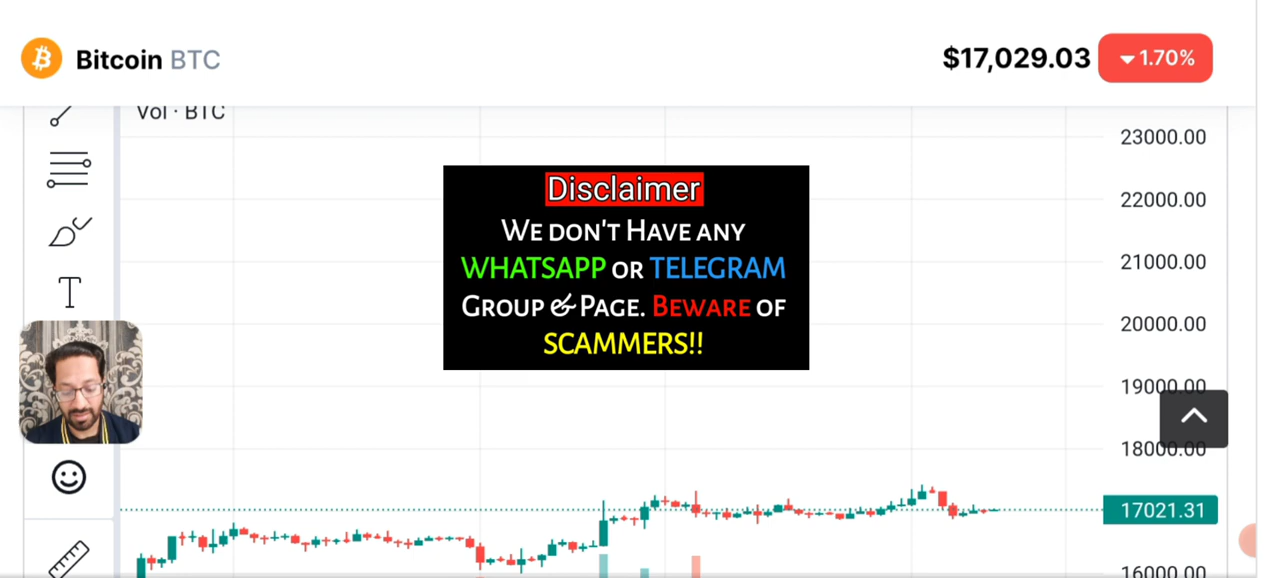 Bitcoin BTC
$17,029.03
1.70%
Vol · BTC
23000.00
Disclaimer
22000.00
WE DON'T HAVE ANY
WHATSAPP OR TELEGRAM
21000.00
GROUP & PAGE. BEWARE OF
20000.00
SCAMMERS!!
19000.00
18000.00
17021.31
16000.00